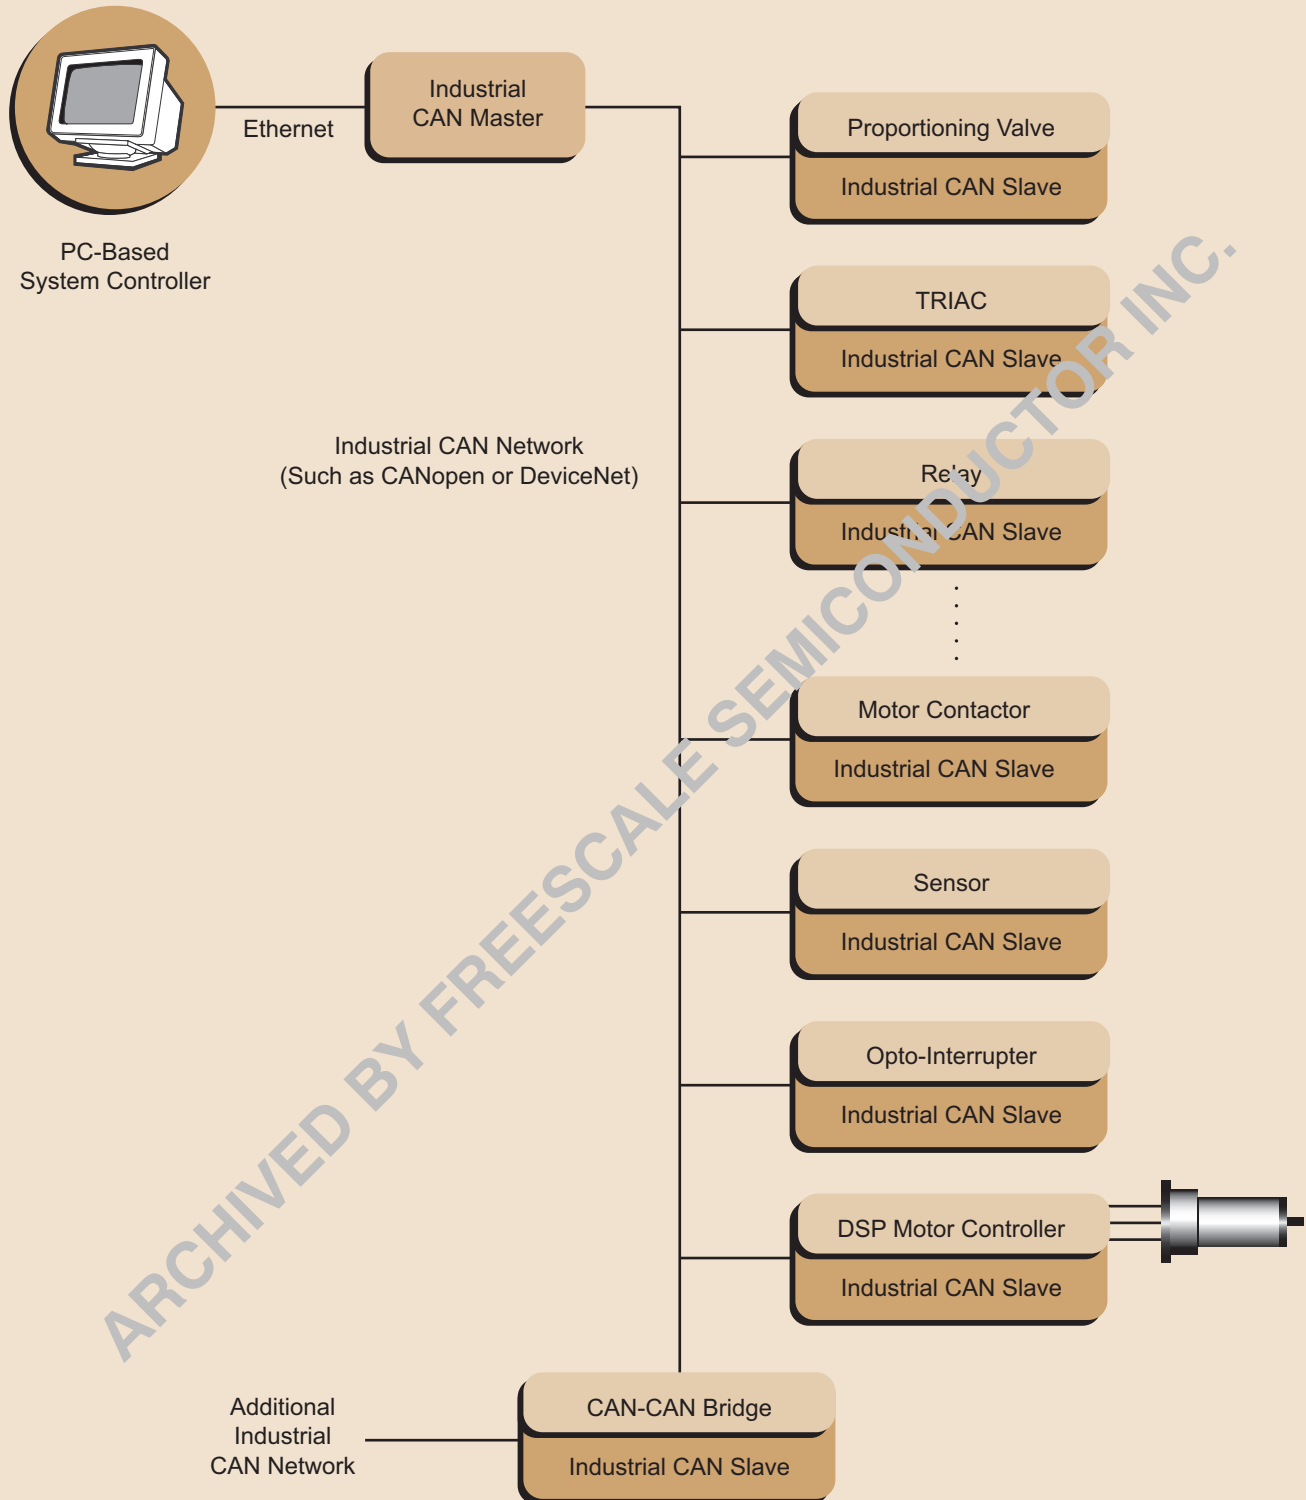 Industrial
CAN Master
Ethernet
PC-Based
System Controller
Proportioning Valve
Industrial CAN Slave
TRIAC
Industrial CAN Slave
Industrial CAN Network
(Such as CANopen or DeviceNet)
Relay
Industrial CAN Slave
Motor Contactor
Industrial CAN Slave
Sensor
Industrial CAN Slave
Opto-Interrupter
Industrial CAN Slave
DSP Motor Controller
Industrial CAN Slave
Additional
Industrial
CAN Network
CAN-CAN Bridge
Industrial CAN Slave
ARCHIVED BY FREESCALE SEMICONDUCTOR INC.